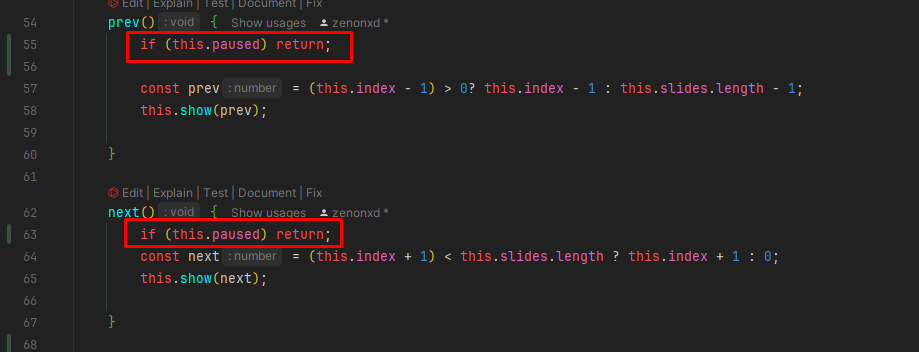 Edit | Explain | Test | Document | Fix
54 prev() : void { Show usages zenonxd *
55 if (this.paused) return;
56
57 const prev : number = (this.index - 1) > 0? this.index - 1 : this.slides.length - 1;
58 this.show(prev);
59
60 }
61
Edit | Explain | Test | Document | Fix
62 next() : void { Show usages zenonxd *
63 if (this.paused) return;
64 const next : number = (this.index + 1) < this.slides.length ? this.index + 1 : 0;
65 this.show(next);
66
67 }
68